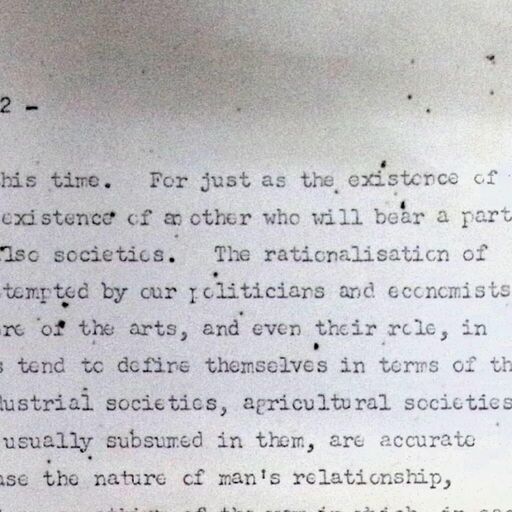 2 -
his time. For just as the existence of
existence of another who will bear a part
also societies. The rationalisation of
tempted by our politicians and economists
re of the arts, and even their role, in
s tend to define themselves in terms of th
dustrial societies, agricultural societies
usually subsumed in them, are accurate
ase the nature of man's relationship,